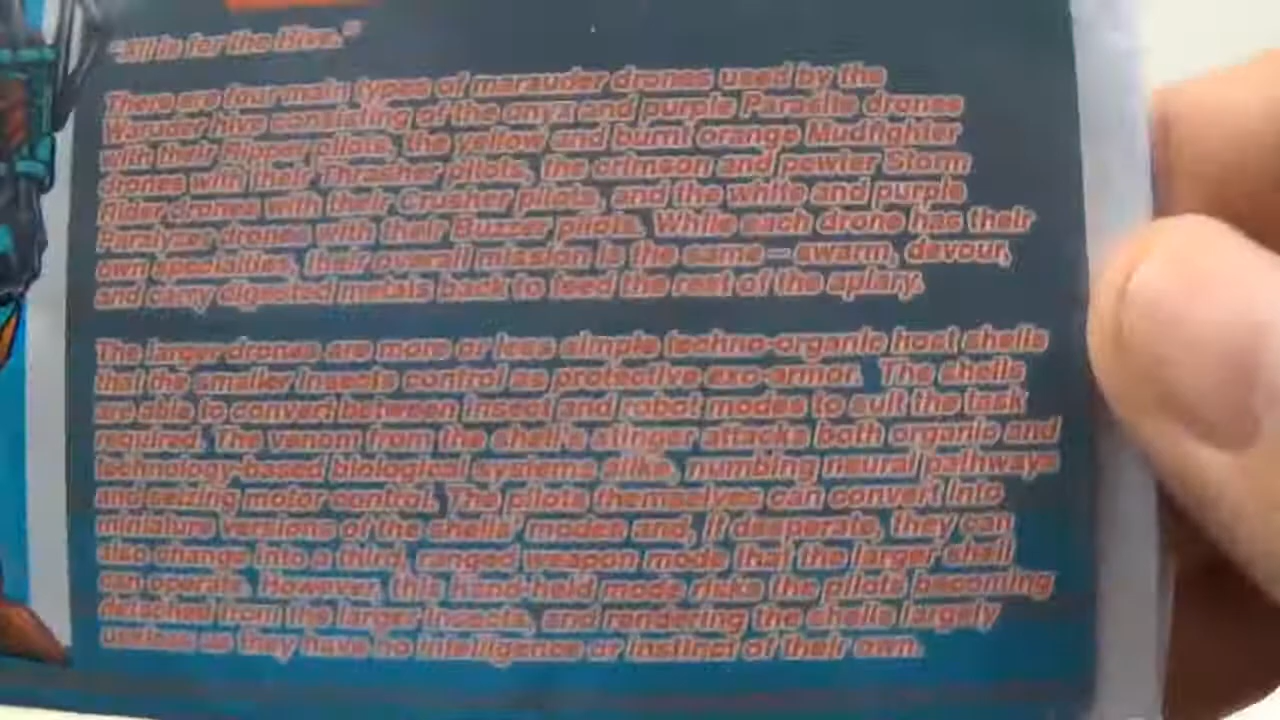 "All is for the Hive."
There are four main types of marauder drones used by the
Waruder hive consisting of the onyx and purple Parasite drones
with their Ripper pilots, the yellow and burnt orange Mudfighter
drones with their Thrasher pilots, the crimson and pewter Storm
Rider drones with their Crusher pilots, and the white and purple
Paralyzer drones with their Buzzer pilots. While each drone has their
own specialties, their overall mission is the same – swarm, devour,
and carry digested metals back to feed the rest of the apiary.
The larger drones are more or less simple techno-organic host shells
that the smaller insects control as protective exo-armor. The shells
are able to convert between insect and robot modes to suit the task
required. The venom from the shell's stinger attacks both organic and
technology-based biological systems alike, numbing neural pathways
and seizing motor control. The pilots themselves can convert into
miniature versions of the shells' modes and, if desperate, they can
also change into a third, ranged weapon mode that the larger shell
can operate. However, this hand-held mode risks the pilots becoming
detached from the larger insects, and rendering the shells largely
useless as they have no intelligence or instinct of their own.